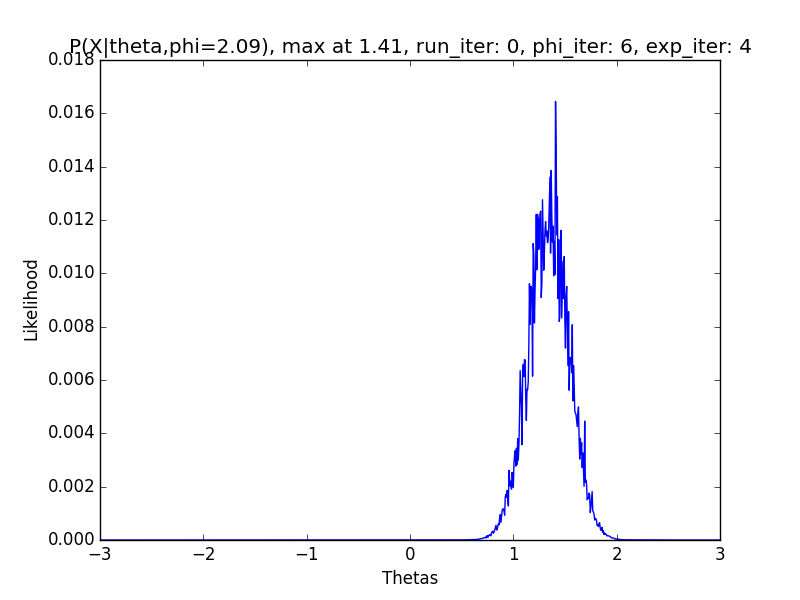 P(X|theta,phi=2.09), max at 1.41, run_iter: 0, phi_iter: 6, exp_iter: 4
0.018
0.016
0.014
0.012
0.010
0.008
0.006
0.004
0.002
0.000
Likelihood
−3 −2 −1 0 1 2 3
Thetas